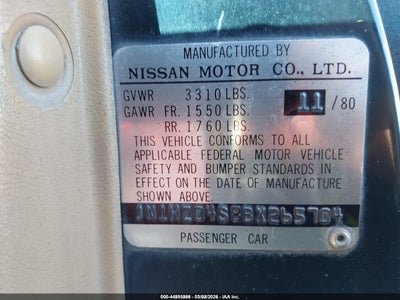 MANUFACTURED BY
NISSAN MOTOR CO., LTD.
GVWR 3310 LBS. 11 / 80
GAWR FR. 1550 LBS.
RR. 1760 LBS.
THIS VEHICLE CONFORMS TO ALL
APPLICABLE FEDERAL MOTOR VEHICLE
SAFETY AND BUMPER STANDARDS IN
EFFECT ON THE DATE OF MANUFACTURE
SHOWN ABOVE.
JN1HZ04S6BX265704
PASSENGER CAR